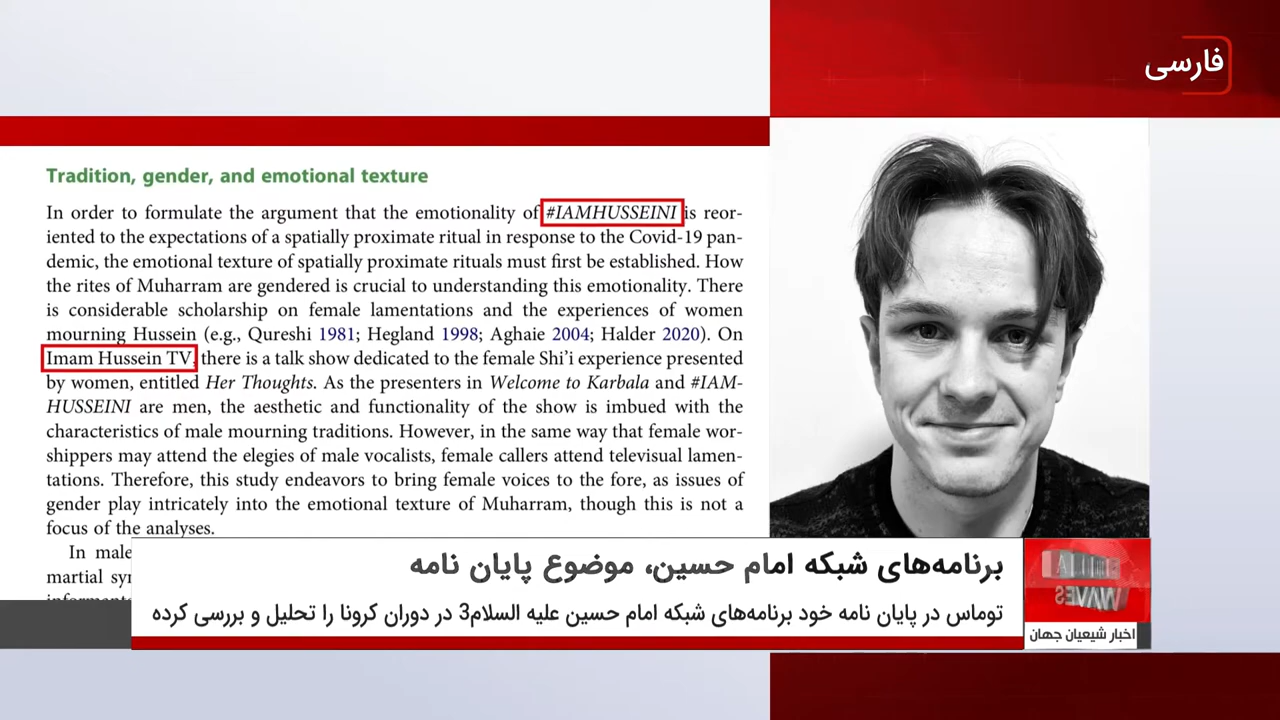 فارسی
Tradition, gender, and emotional texture
In order to formulate the argument that the emotionality of #IAMHUSSEINI is reor-
iented to the expectations of a spatially proximate ritual in response to the Covid-19 pan-
demic, the emotional texture of spatially proximate rituals must first be established. How
the rites of Muharram are gendered is crucial to understanding this emotionality. There
is considerable scholarship on female lamentations and the experiences of women
mourning Hussein (e.g., Qureshi 1981; Hegland 1998; Aghaie 2004; Halder 2020). On
Imam Hussein TV, there is a talk show dedicated to the female Shi'i experience presented
by women, entitled Her Thoughts. As the presenters in Welcome to Karbala and #IAM-
HUSSEINI are men, the aesthetic and functionality of the show is imbued with the
characteristics of male mourning traditions. However, in the same way that female wor-
shippers may attend the elegies of male vocalists, female callers attend televisual lamen-
tations. Therefore, this study endeavors to bring female voices to the fore, as issues of
gender play intricately into the emotional texture of Muharram, though this is not a
focus of the analyses.
In male
martial
برنامه‌های شبکه امام حسین، موضوع پایان نامه
توماس در پایان نامه خود برنامه‌های شبکه امام حسین علیه السلام3 در دوران کرونا را تحلیل و بررسی کرده
WAVES
اخبار شیعیان جهان